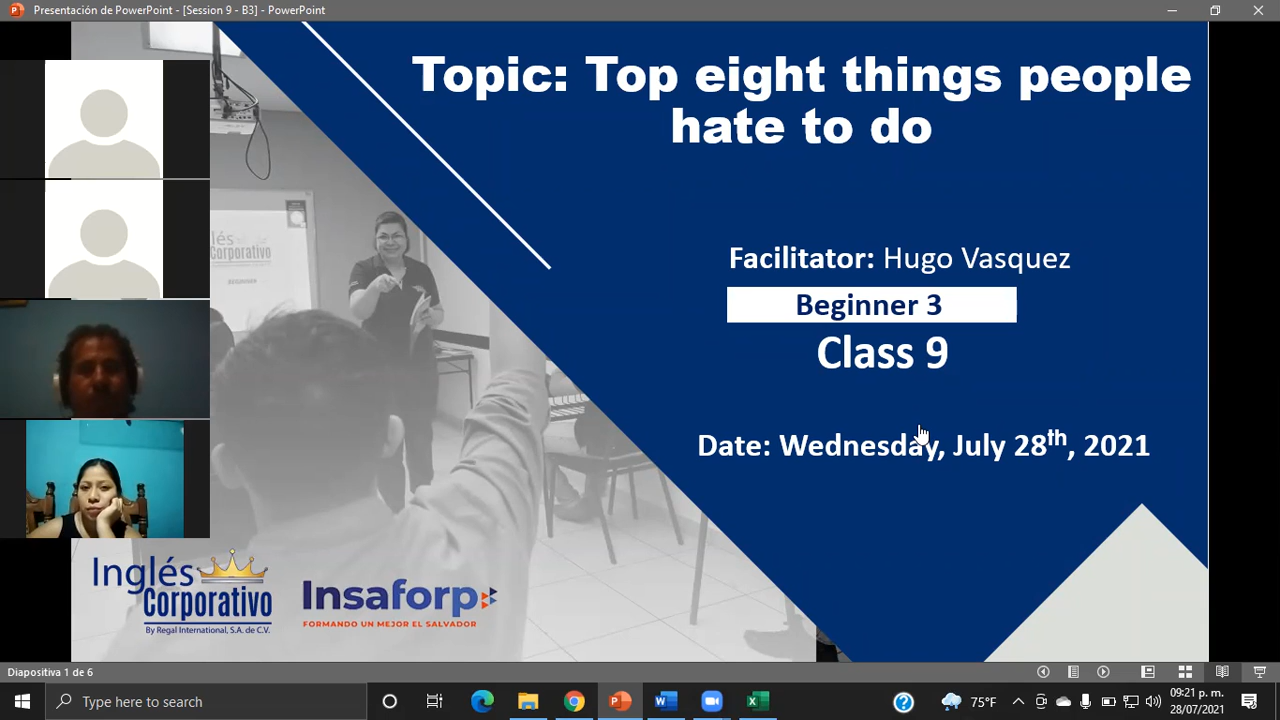 Presentación de PowerPoint - [Session 9 - B3] - PowerPoint
Topic: Top eight things people
hate to do
Facilitator: Hugo Vasquez
Beginner 3
Class 9
Date: Wednesday, July 28th, 2021
lés
Corporativo
Inglés
Corporativo
By Regal International, S.A. de C.V.
Insaforp
FORMANDO UN MEJOR EL SALVADOR
Diapositiva 1 de 6
Type here to search
75°F
09:21 p. m.
28/07/2021